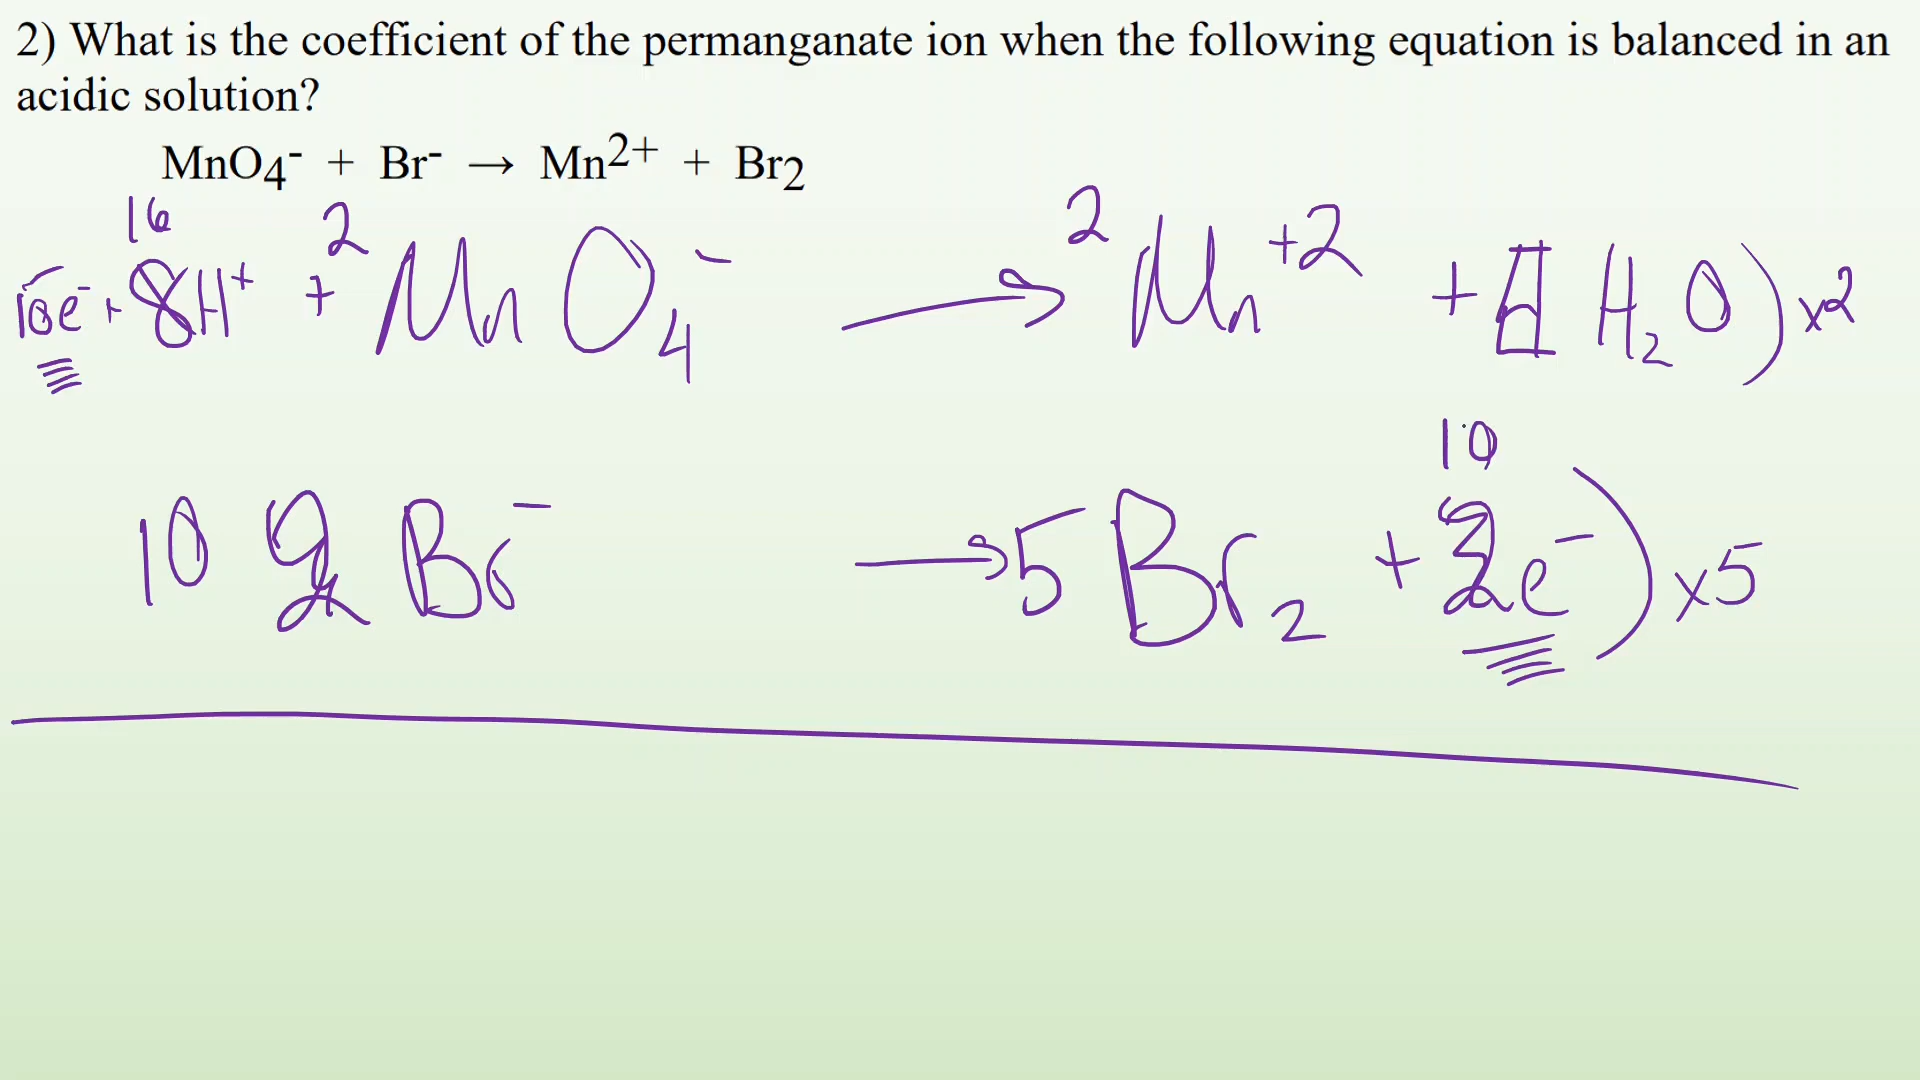 2) What is the coefficient of the permanganate ion when the following equation is balanced in an
acidic solution?
MnO4- + Br- → Mn2+ + Br2
16 2 2
10e- + 8H+ + MnO4- → Mn+2 + H2O) x2
10
10 2 Br- → 5 Br2 + 2e-) x5